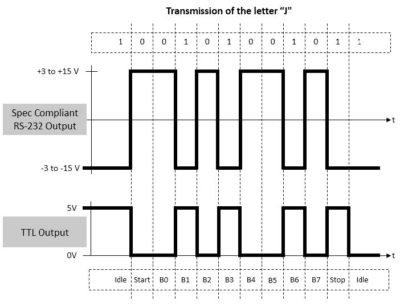 Transmission of the letter “J”
1 0 0 1 0 1 0 0 1 0 1 1
+3 to +15 V
Spec Compliant
RS-232 Output
t
-3 to -15 V
5V
TTL Output
0V
t
Idle Start B0 B1 B2 B3 B4 B5 B6 B7 Stop Idle